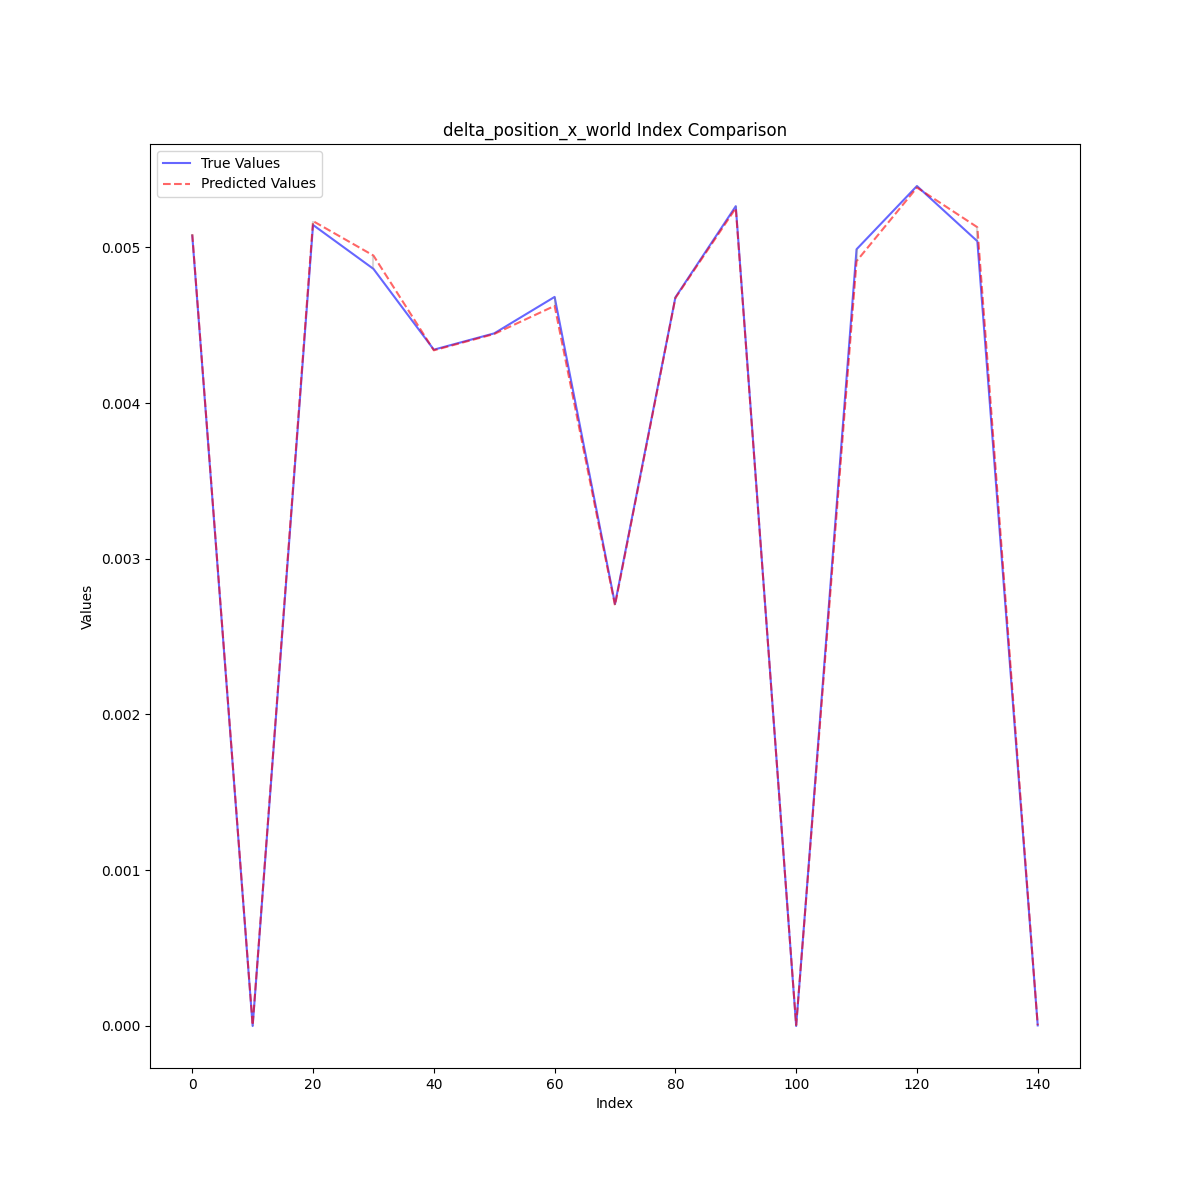 delta_position_x_world Index Comparison
True Values
Predicted Values
0.005
0.004
0.003
0.002
0.001
0.000
Values
0 20 40 60 80 100 120 140
Index